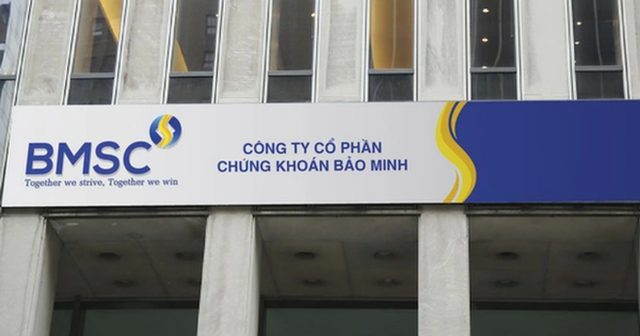 BMSC
Together we strive, Together we win
CÔNG TY CỔ PHẦN
CHỨNG KHOÁN BẢO MINH